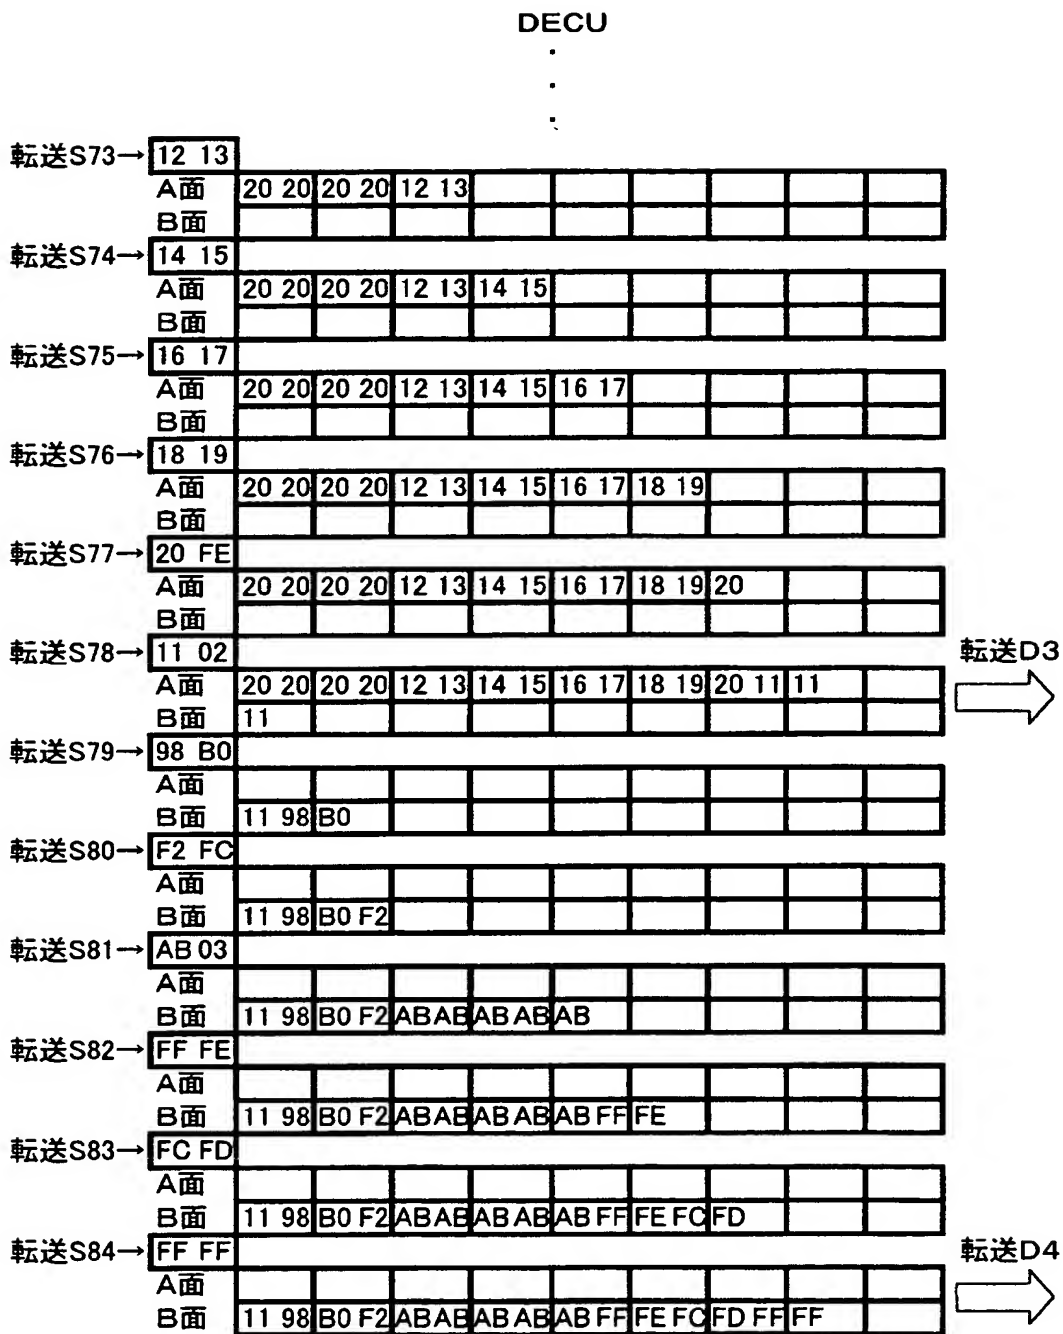 DECU
転送S73→ 12 13
A面 20 20 20 20 12 13
B面
転送S74→ 14 15
A面 20 20 20 20 12 13 14 15
B面
転送S75→ 16 17
A面 20 20 20 20 12 13 14 15 16 17
B面
転送S76→ 18 19
A面 20 20 20 20 12 13 14 15 16 17 18 19
B面
転送S77→ 20 FE
A面 20 20 20 20 12 13 14 15 16 17 18 19 20
B面
転送S78→ 11 02 転送D3
A面 20 20 20 20 12 13 14 15 16 17 18 19 20 11 11
B面 11
転送S79→ 98 B0
A面
B面 11 98 B0
転送S80→ F2 FC
A面
B面 11 98 B0 F2
転送S81→ AB 03
A面
B面 11 98 B0 F2 AB AB AB AB AB
転送S82→ FF FE
A面
B面 11 98 B0 F2 AB AB AB AB AB FF FE
転送S83→ FC FD
A面
B面 11 98 B0 F2 AB AB AB AB AB FF FE FC FD
転送S84→ FF FF 転送D4
A面
B面 11 98 B0 F2 AB AB AB AB AB FF FE FC FD FF FF